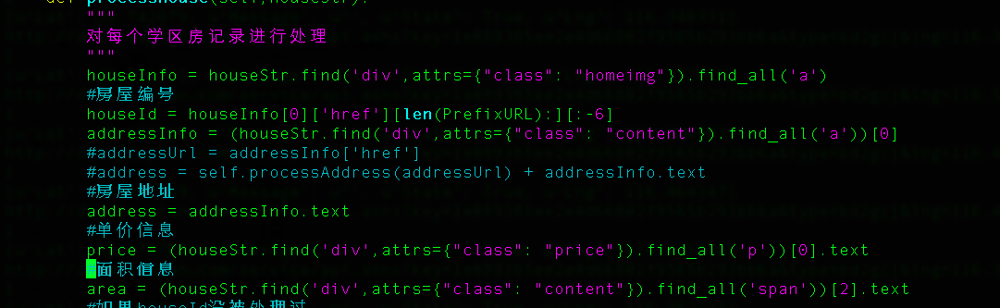 def processHouse(self,houseStr):
"""
对每个学区房记录进行处理
"""
houseInfo = houseStr.find('div',attrs={"class": "homeimg"}).find_all('a')
#房屋编号
houseId = houseInfo[0]['href'][len(PrefixURL):][:-6]
addressInfo = (houseStr.find('div',attrs={"class": "content"}).find_all('a'))[0]
#addressUrl = addressInfo['href']
#address = self.processAddress(addressUrl) + addressInfo.text
#房屋地址
address = addressInfo.text
#单价信息
price = (houseStr.find('div',attrs={"class": "price"}).find_all('p'))[0].text
#面积信息
area = (houseStr.find('div',attrs={"class": "content"}).find_all('span'))[2].text
#如果houseId没被处理过